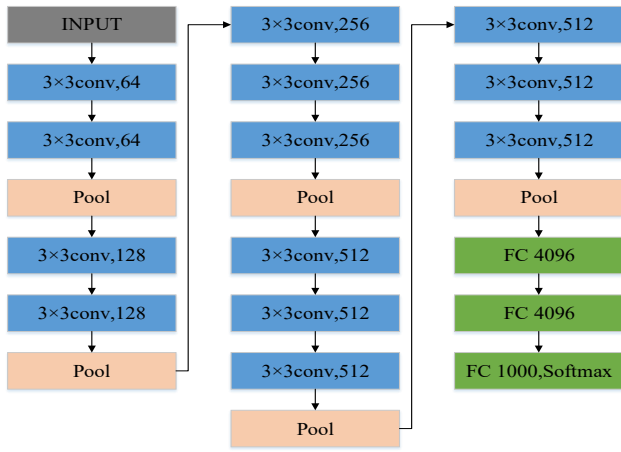 INPUT
3×3conv,64
3×3conv,64
Pool
3×3conv,128
3×3conv,128
Pool
3×3conv,256
3×3conv,256
3×3conv,256
Pool
3×3conv,512
3×3conv,512
3×3conv,512
Pool
3×3conv,512
3×3conv,512
3×3conv,512
Pool
FC 4096
FC 4096
FC 1000,Softmax